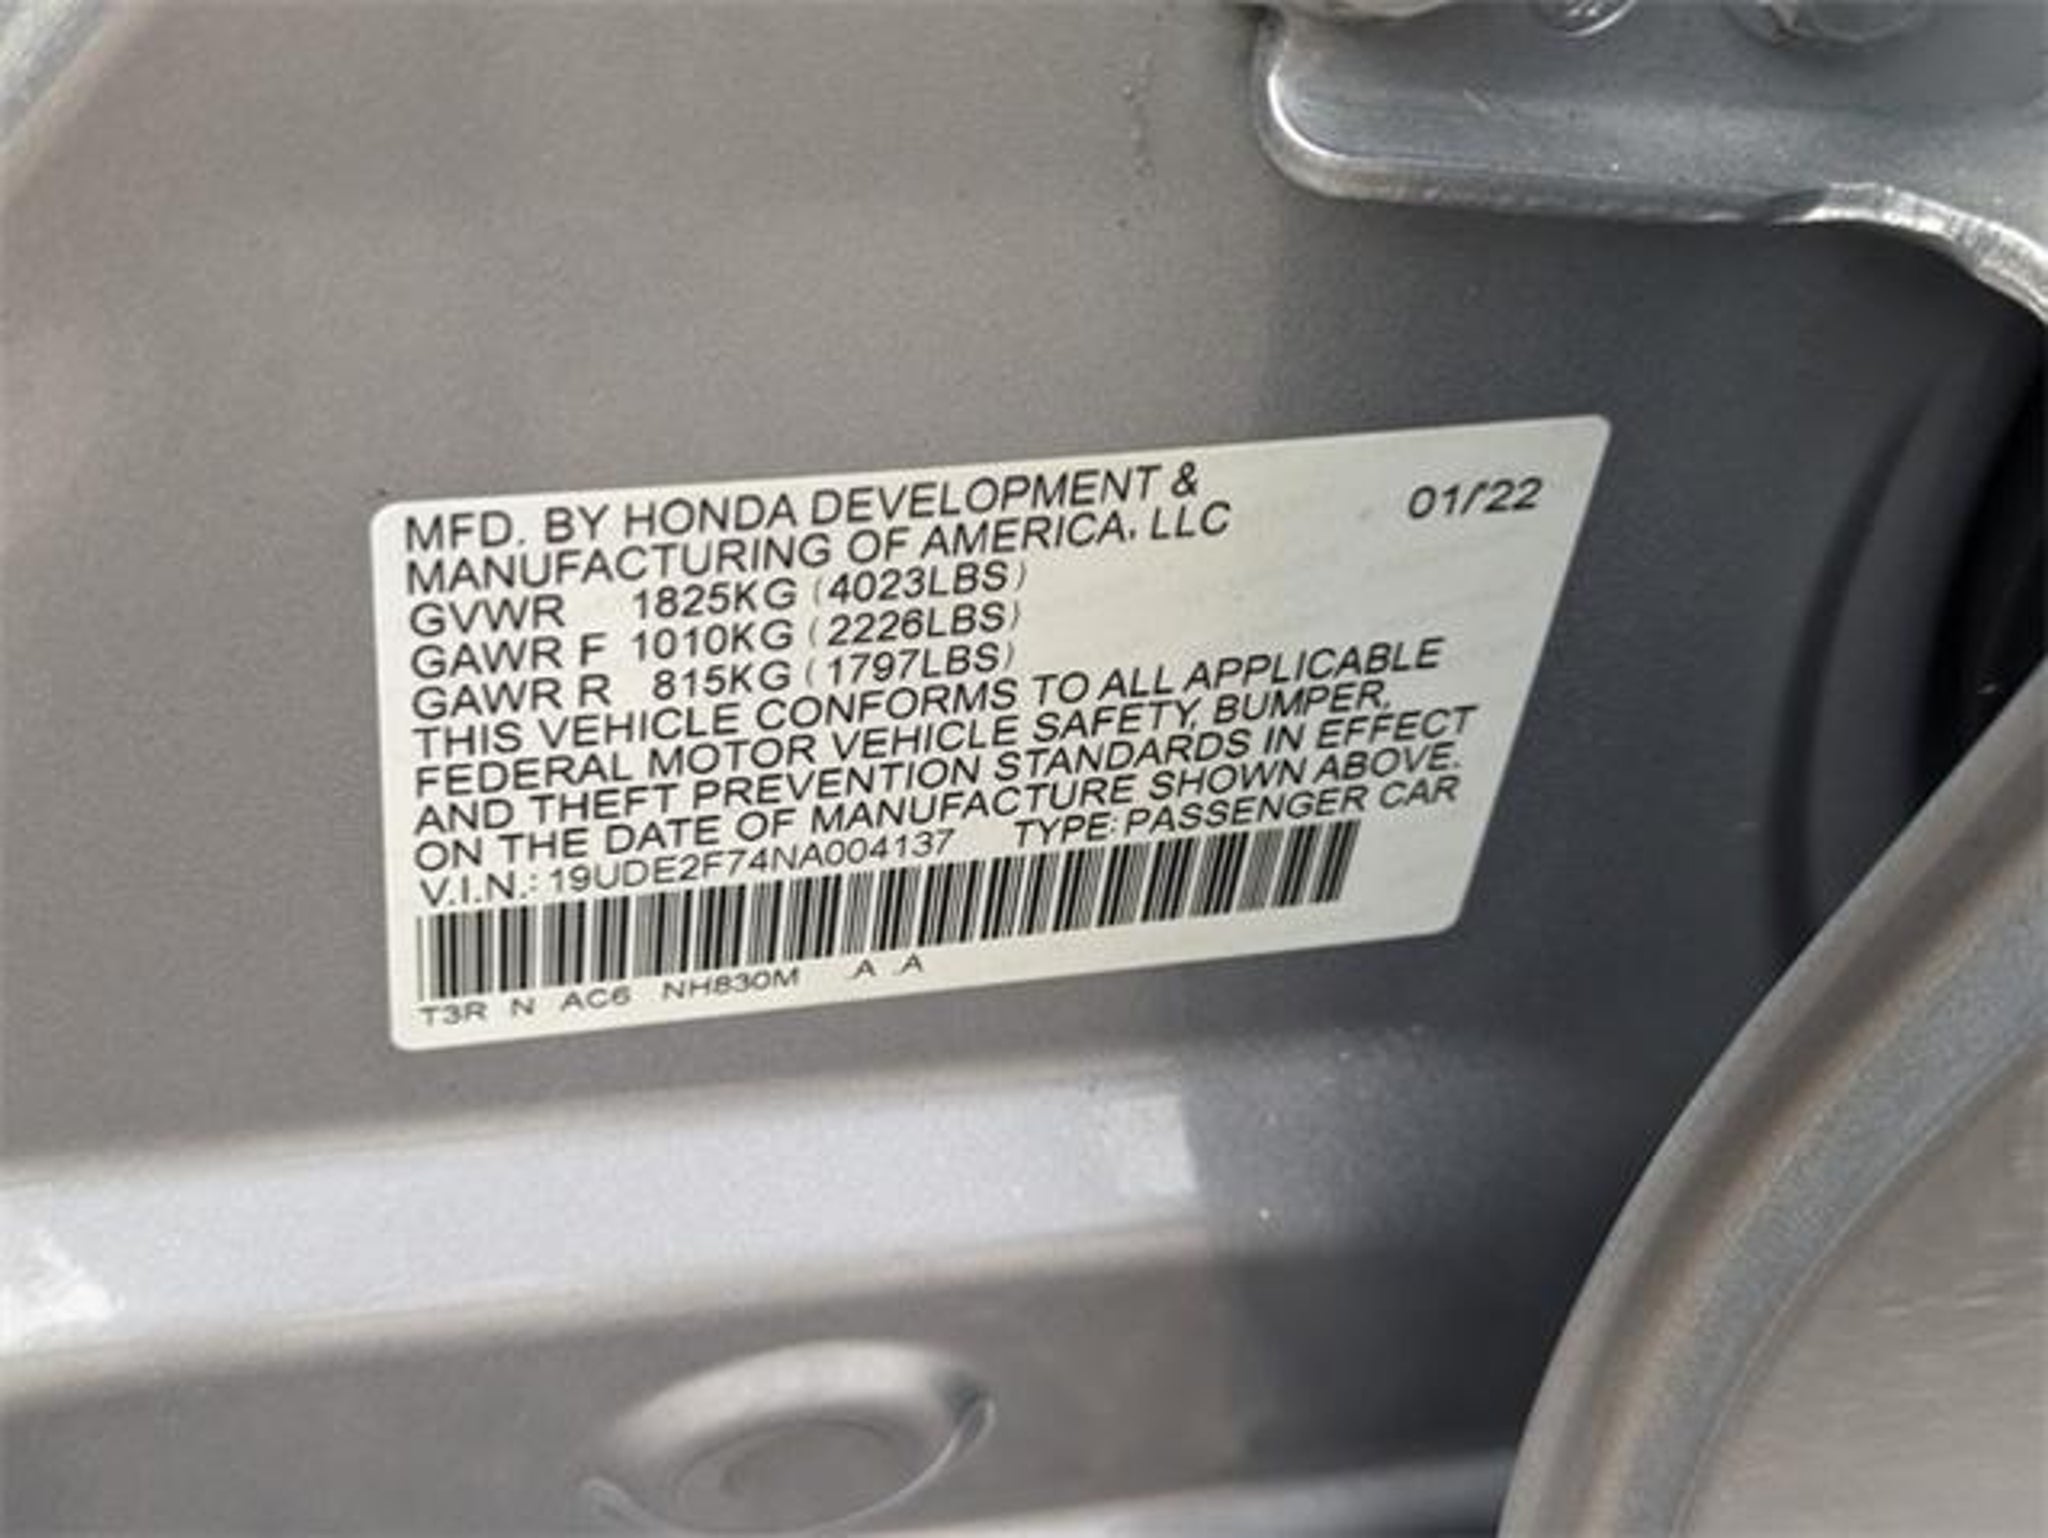 MFD. BY HONDA DEVELOPMENT & 01/'22
MANUFACTURING OF AMERICA, LLC
GVWR 1825KG (4023LBS)
GAWR F 1010KG (2226LBS)
GAWR R 815KG (1797LBS)
THIS VEHICLE CONFORMS TO ALL APPLICABLE
FEDERAL MOTOR VEHICLE SAFETY, BUMPER,
AND THEFT PREVENTION STANDARDS IN EFFECT
ON THE DATE OF MANUFACTURE SHOWN ABOVE.
V.I.N.: 19UDE2F74NA004137 TYPE: PASSENGER CAR
T3R N AC6 NH830M .A .A